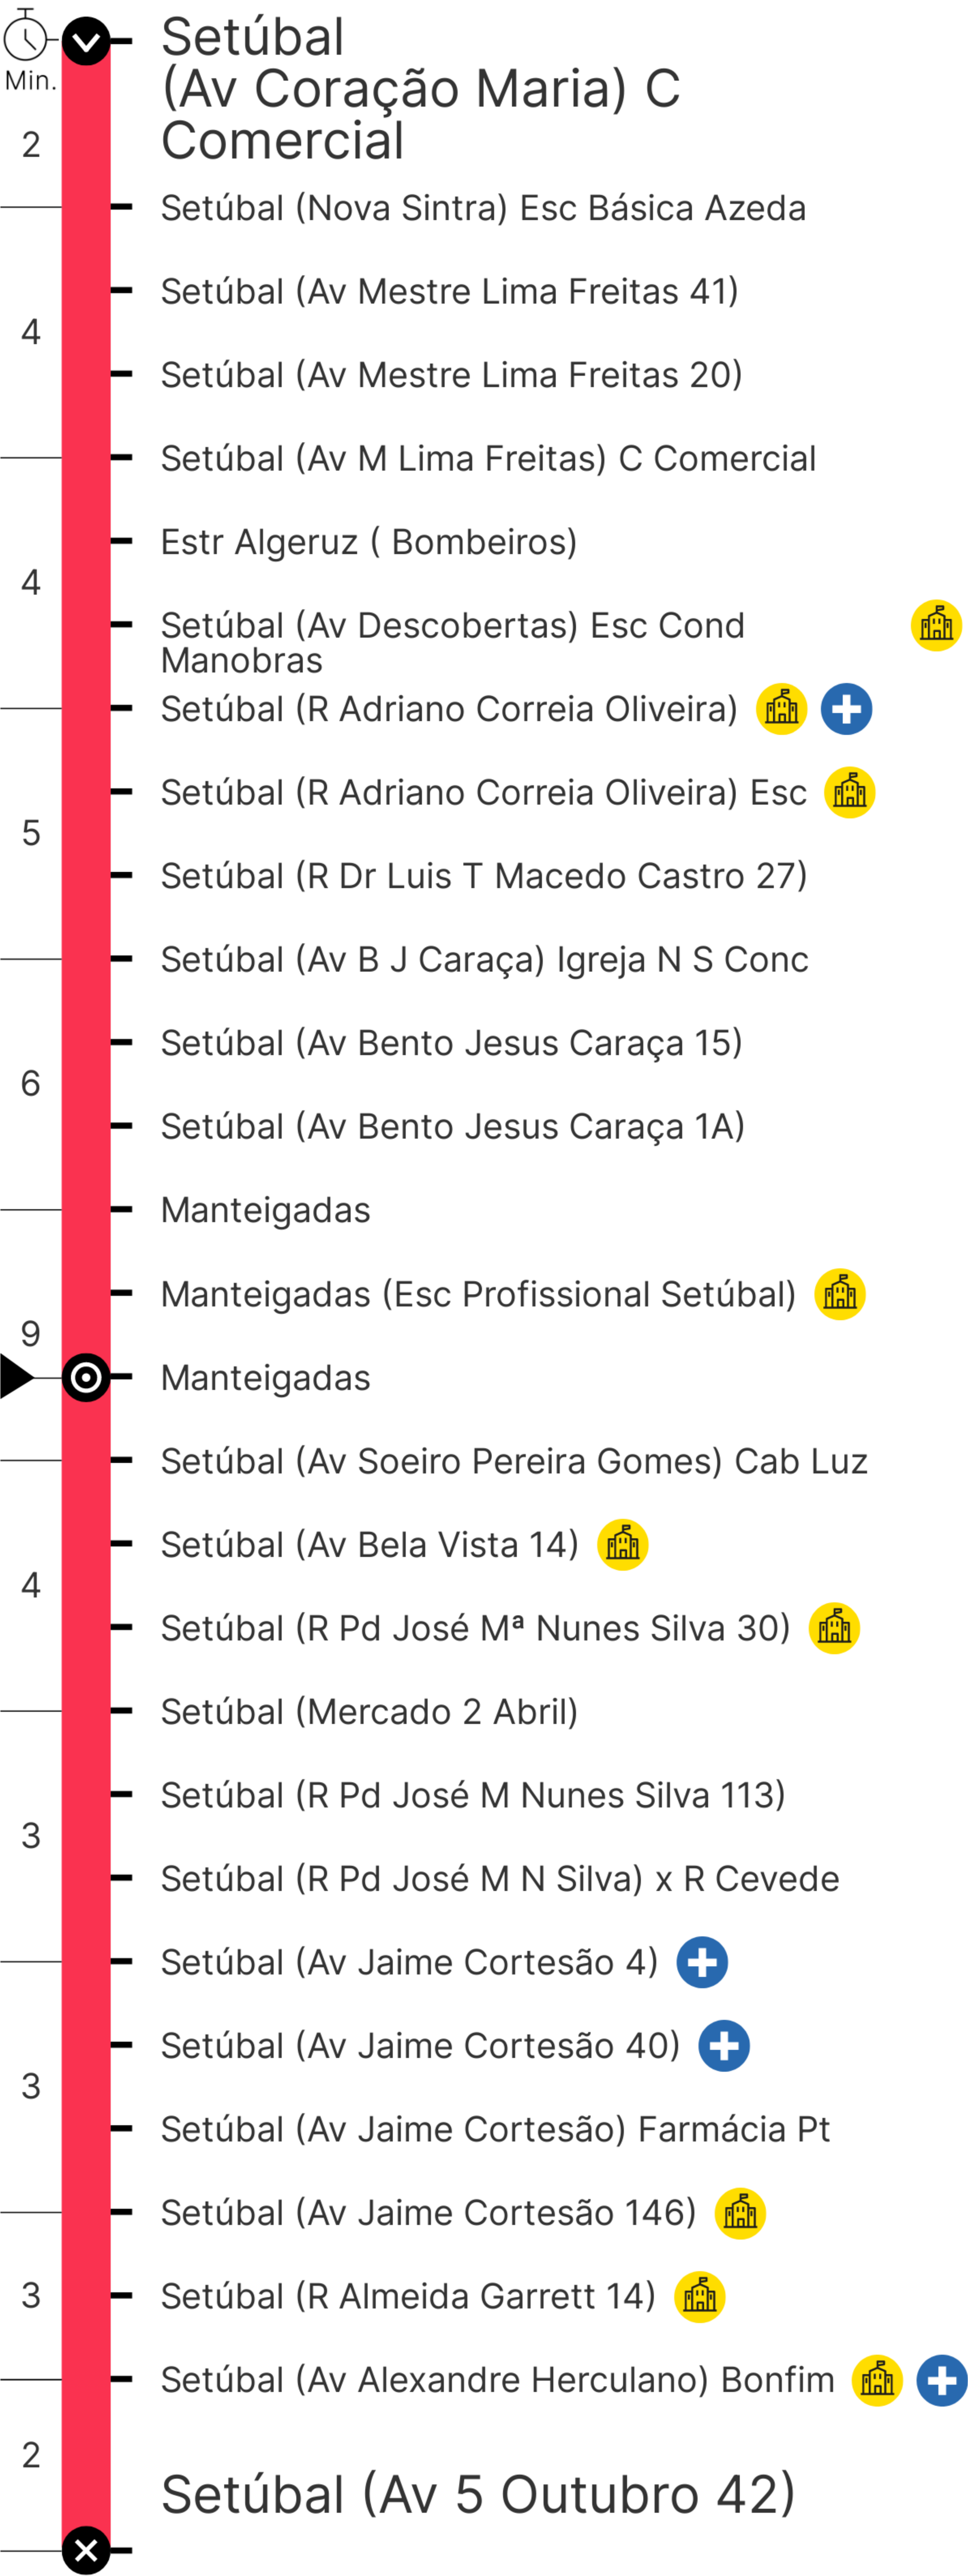 Setúbal
(Av Coração Maria) C
Comercial
Min.
2
Setúbal (Nova Sintra) Esc Básica Azeda
Setúbal (Av Mestre Lima Freitas 41)
4
Setúbal (Av Mestre Lima Freitas 20)
Setúbal (Av M Lima Freitas) C Comercial
Estr Algeruz ( Bombeiros)
4
Setúbal (Av Descobertas) Esc Cond
Manobras
Setúbal (R Adriano Correia Oliveira)
Setúbal (R Adriano Correia Oliveira) Esc
5
Setúbal (R Dr Luis T Macedo Castro 27)
Setúbal (Av B J Caraça) Igreja N S Conc
Setúbal (Av Bento Jesus Caraça 15)
6
Setúbal (Av Bento Jesus Caraça 1A)
Manteigadas
Manteigadas (Esc Profissional Setúbal)
9
Manteigadas
Setúbal (Av Soeiro Pereira Gomes) Cab Luz
Setúbal (Av Bela Vista 14)
4
Setúbal (R Pd José Mª Nunes Silva 30)
Setúbal (Mercado 2 Abril)
Setúbal (R Pd José M Nunes Silva 113)
3
Setúbal (R Pd José M N Silva) x R Cevede
Setúbal (Av Jaime Cortesão 4)
Setúbal (Av Jaime Cortesão 40)
3
Setúbal (Av Jaime Cortesão) Farmácia Pt
Setúbal (Av Jaime Cortesão 146)
3
Setúbal (R Almeida Garrett 14)
Setúbal (Av Alexandre Herculano) Bonfim
2
Setúbal (Av 5 Outubro 42)